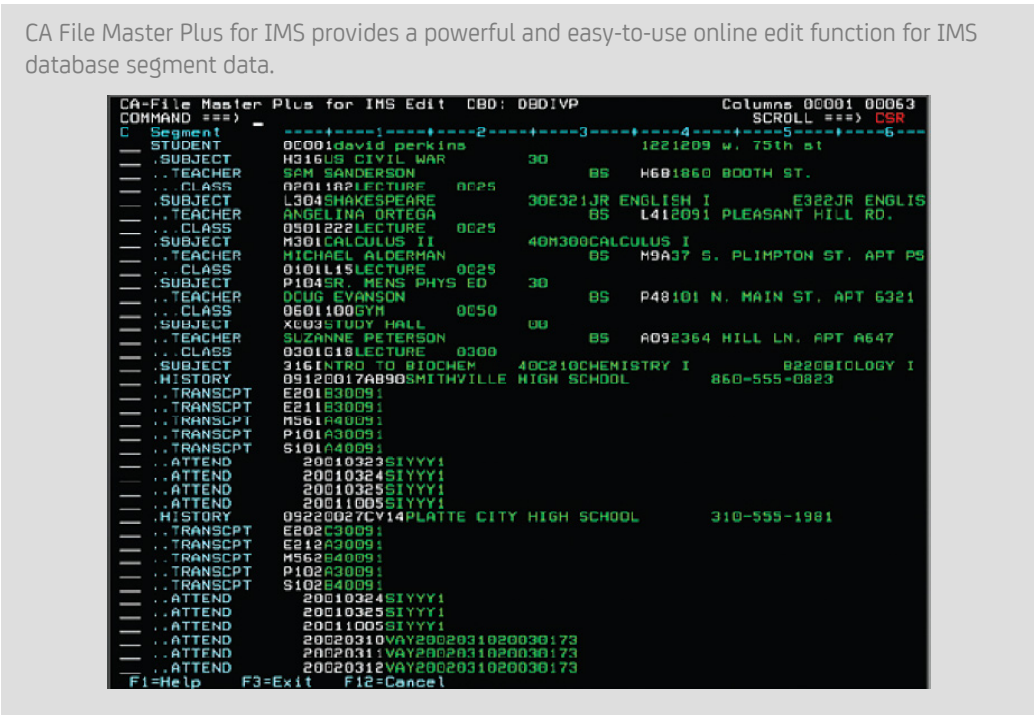 CA File Master Plus for IMS provides a powerful and easy-to-use online edit function for IMS
database segment data.
CA-File Master Plus for IMS Edit DBD: DBDIVP Columns 00001 00063
COMMAND ===> _ SCROLL ===> CSR
C Segment ----+----1----+----2----+----3----+----4----+----5----+----6---
STUDENT 00001david perkins 1221209 w. 75th st
.SUBJECT H316US CIVIL WAR 30
..TEACHER SAM SANDERSON BS H6B1860 BOOTH ST.
...CLASS 0201182LECTURE 0025
.SUBJECT L304SHAKESPEARE 30E321JR ENGLISH I E322JR ENGLIS
..TEACHER ANGELINA ORTEGA BS L412091 PLEASANT HILL RD.
...CLASS 0501222LECTURE 0025
.SUBJECT M301CALCULUS II 40M300CALCULUS I
..TEACHER MICHAEL ALDERMAN BS M9A37 S. PLIMPTON ST. APT P5
...CLASS 0101L15LECTURE 0025
.SUBJECT P104SR. MENS PHYS ED 30
..TEACHER DOUG EVANSON BS P48101 N. MAIN ST. APT 6321
...CLASS 0601100GYM 0050
.SUBJECT XE03STUDY HALL 00
..TEACHER SUZANNE PETERSON BS A092364 HILL LN. APT A647
...CLASS 0301G18LECTURE 0300
.SUBJECT 316INTRO TO BIOCHEM 40C210CHEMISTRY I B220BIOLOGY I
.HISTORY 09120017AB90SMITHVILLE HIGH SCHOOL 860-555-0823
..TRANSCPT E201B30091
..TRANSCPT E211B30091
..TRANSCPT M561A40091
..TRANSCPT P101A30091
..TRANSCPT S101A40091
..ATTEND 20010323SIYYY1
..ATTEND 20010324SIYYY1
..ATTEND 20010325SIYYY1
..ATTEND 20011005SIYYY1
.HISTORY 09220027CV14PLATTE CITY HIGH SCHOOL 310-555-1981
..TRANSCPT E202C30091
..TRANSCPT E212A30091
..TRANSCPT M562B40091
..TRANSCPT P102A30091
..TRANSCPT S102B40091
..ATTEND 20010324SIYYY1
..ATTEND 20010325SIYYY1
..ATTEND 20011005SIYYY1
..ATTEND 20020310VAY2002031020030173
..ATTEND 20020311VAY2002031020030173
..ATTEND 20020312VAY2002031020030173
F1=Help F3=Exit F12=Cancel